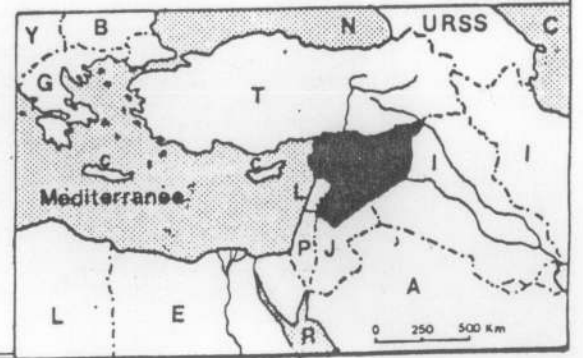 Y B N URSS C
G T
C C I I
Méditerranée L
P J
L E A
R 0 250 500 Km